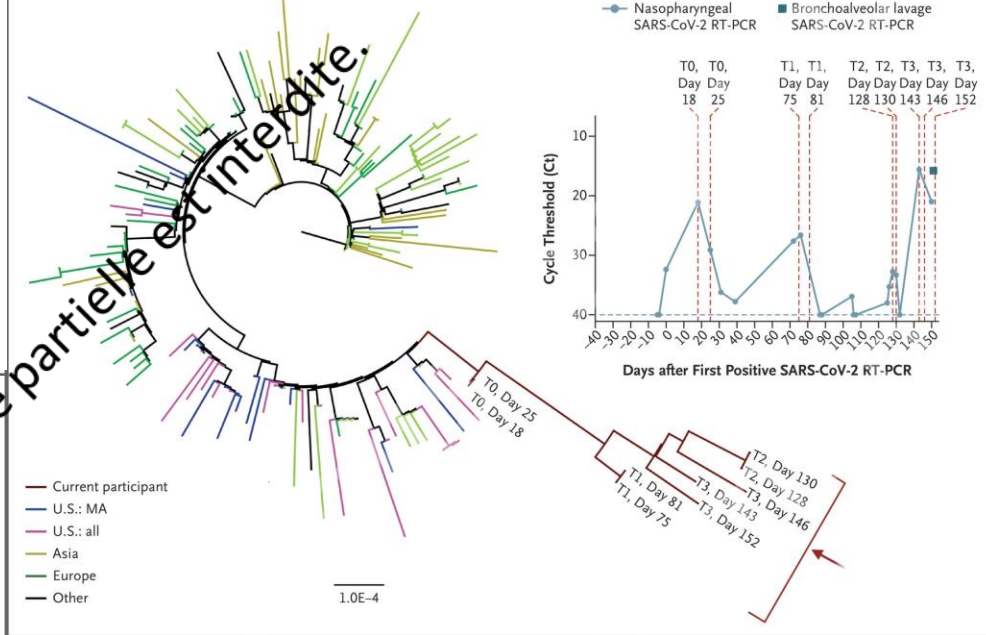 Nasopharyngeal
SARS-CoV-2 RT-PCR
Bronchoalveolar lavage
SARS-CoV-2 RT-PCR
T0, Day 18
T0, Day 25
T1, Day 75
T1, Day 81
T2, Day 128
T2, Day 130
T3, Day 143
T3, Day 146
T3, Day 152
Cycle Threshold (Ct)
10
20
30
40
-40 -30 -20 -10 0 10 20 30 40 50 60 70 80 90 100 110 120 130 140 150
Days after First Positive SARS-CoV-2 RT-PCR
partielle est interdite.
T0, Day 25
T0, Day 18
T1, Day 81
T1, Day 75
T2, Day 130
T2, Day 128
T3, Day 146
T3, Day 143
T3, Day 152
Current participant
U.S.: MA
U.S.: all
Asia
Europe
Other
1.0E–4